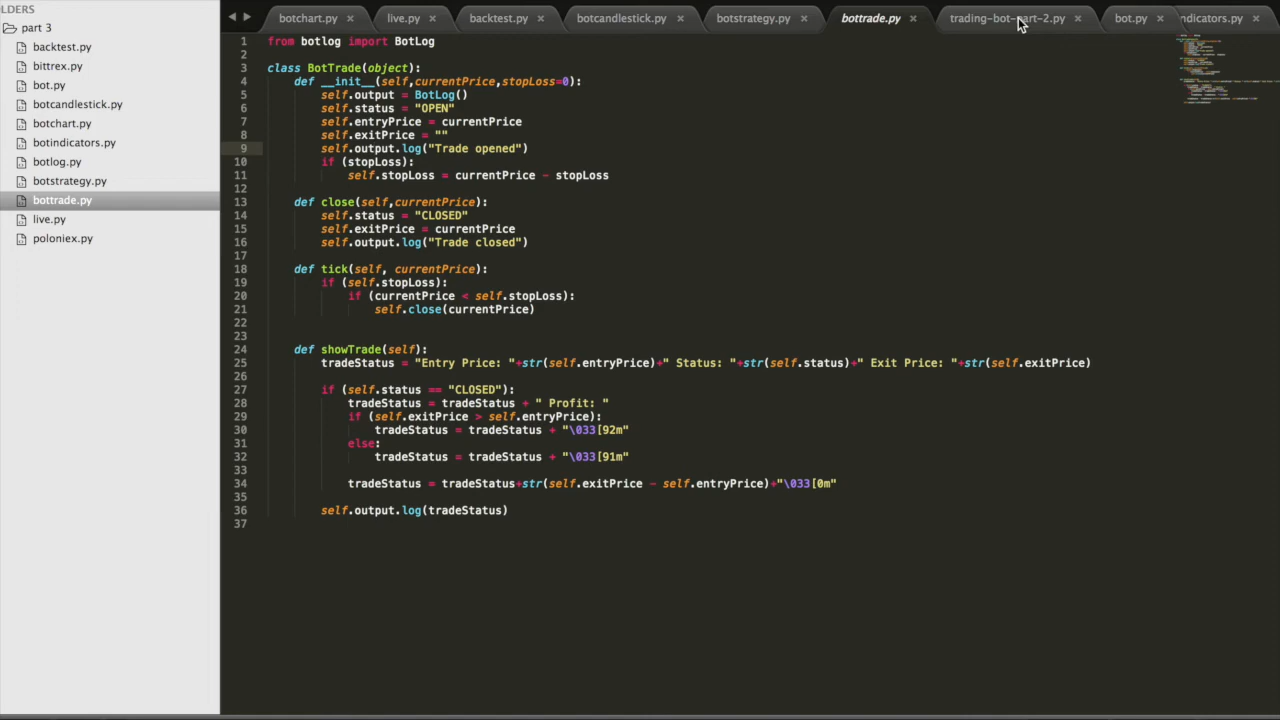 LDERS
part 3
backtest.py
bittrex.py
bot.py
botcandlestick.py
botchart.py
botindicators.py
botlog.py
botstrategy.py
bottrade.py
live.py
poloniex.py
botchart.py × live.py × backtest.py × botcandlestick.py × botstrategy.py × bottrade.py × trading-bot-part-2.py × bot.py × ndicators.py ×
1 from botlog import BotLog
2
3 class BotTrade(object):
4 def __init__(self,currentPrice,stopLoss=0):
5 self.output = BotLog()
6 self.status = "OPEN"
7 self.entryPrice = currentPrice
8 self.exitPrice = ""
9 self.output.log("Trade opened")
10 if (stopLoss):
11 self.stopLoss = currentPrice - stopLoss
12
13 def close(self,currentPrice):
14 self.status = "CLOSED"
15 self.exitPrice = currentPrice
16 self.output.log("Trade closed")
17
18 def tick(self, currentPrice):
19 if (self.stopLoss):
20 if (currentPrice < self.stopLoss):
21 self.close(currentPrice)
22
23
24 def showTrade(self):
25 tradeStatus = "Entry Price: "+str(self.entryPrice)+" Status: "+str(self.status)+" Exit Price: "+str(self.exitPrice)
26
27 if (self.status == "CLOSED"):
28 tradeStatus = tradeStatus + " Profit: "
29 if (self.exitPrice > self.entryPrice):
30 tradeStatus = tradeStatus + "\033[92m"
31 else:
32 tradeStatus = tradeStatus + "\033[91m"
33
34 tradeStatus = tradeStatus+str(self.exitPrice - self.entryPrice)+"\033[0m"
35
36 self.output.log(tradeStatus)
37